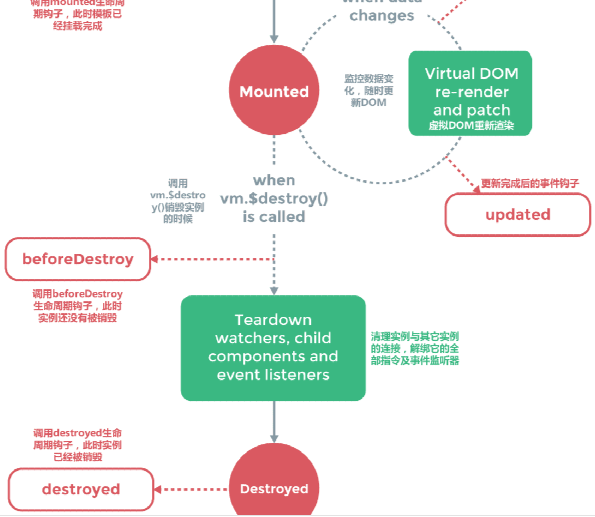 调用mounted生命周
期钩子，此时模板已
经挂载完成
when data
changes
Mounted
监控数据变
化，随时更
新DOM
Virtual DOM
re-render
and patch
虚拟DOM重新渲染
调用
vm.$destro
y()销毁实例
的时候
when
vm.$destroy()
is called
更新完成后的事件钩子
updated
beforeDestroy
调用beforeDestroy
生命周期钩子，此时
实例还没有被销毁
Teardown
watchers, child
components and
event listeners
清理实例与其它实例
的连接，解绑它的全
部指令及事件监听器
调用destroyed生命
周期钩子，此时实例
已经被销毁
destroyed
Destroyed